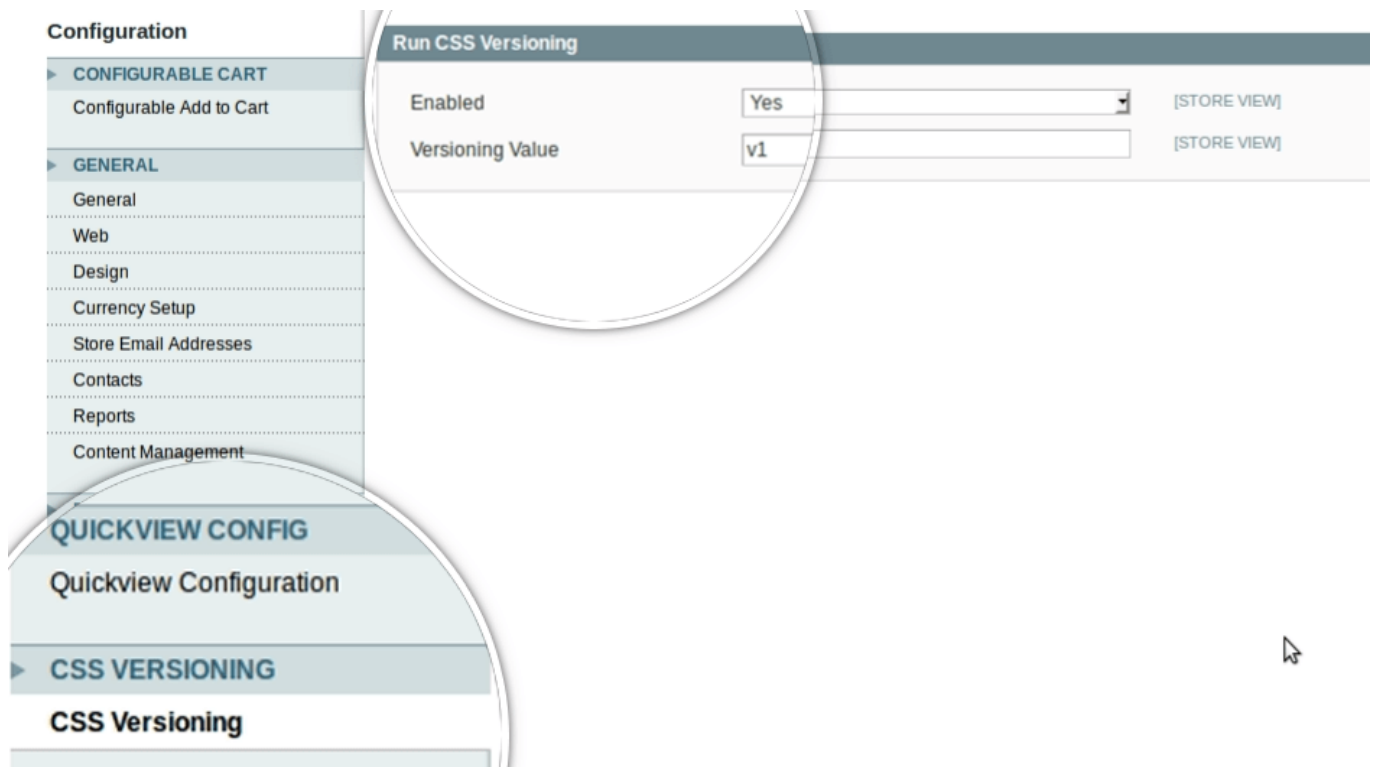 Configuration
CONFIGURABLE CART
Configurable Add to Cart
GENERAL
General
Web
Design
Currency Setup
Store Email Addresses
Contacts
Reports
Content Management
QUICKVIEW CONFIG
Quickview Configuration
CSS VERSIONING
CSS Versioning
Run CSS Versioning
Enabled Yes [STORE VIEW]
Versioning Value v1 [STORE VIEW]